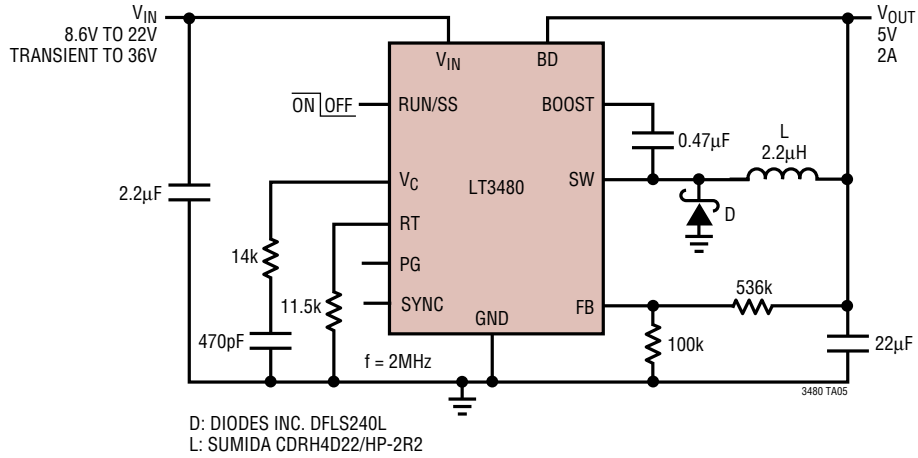 VIN
8.6V TO 22V
TRANSIENT TO 36V
VOUT
5V
2A
VIN
BD
ON OFF
RUN/SS
BOOST
0.47µF
L
2.2µH
VC
LT3480
SW
2.2µF
D
RT
14k
PG
536k
11.5k
SYNC
FB
GND
470pF
f = 2MHz
100k
22µF
3480 TA05
D: DIODES INC. DFLS240L
L: SUMIDA CDRH4D22/HP-2R2